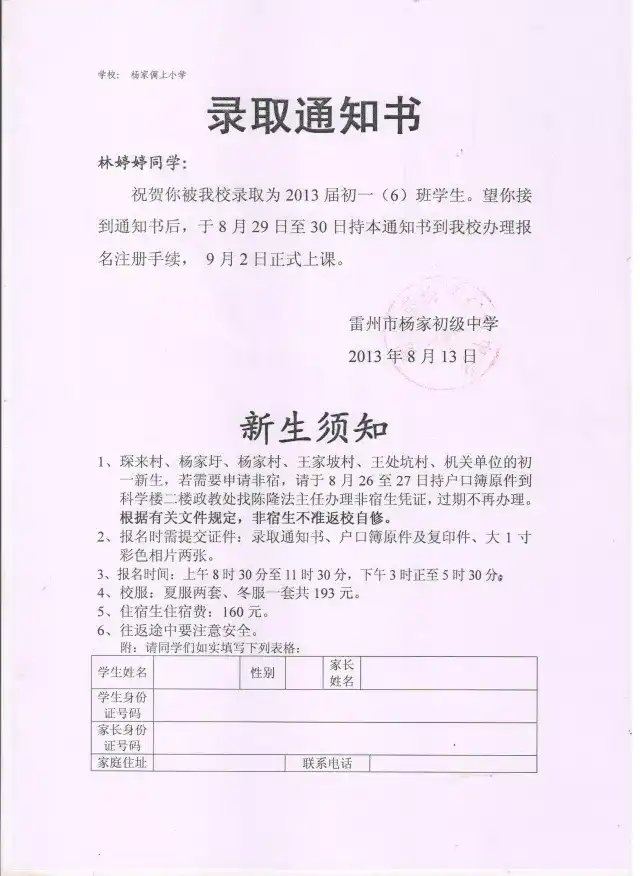 学校: 杨家偶上小学
录取通知书
林婷婷同学:
祝贺你被我校录取为 2013 届初一（6）班学生。望你接
到通知书后，于 8 月 29 日至 30 日持本通知书到我校办理报
名注册手续， 9 月 2 日正式上课。
雷州市杨家初级中学
2013 年 8 月 13 日
新生须知
1、琛来村、杨家圩、杨家村、王家坡村、王处坑村、机关单位的初
一新生，若需要申请非宿，请于 8 月 26 至 27 日持户口簿原件到
科学楼二楼政教处找陈隆法主任办理非宿生凭证，过期不再办理。
根据有关文件规定，非宿生不准返校自修。
2、报名时需提交证件：录取通知书、户口簿原件及复印件、大 1 寸
彩色相片两张。
3、报名时间：上午 8 时 30 分至 11 时 30 分，下午 3 时正至 5 时 30 分。
4、校服：夏服两套、冬服一套共 193 元。
5、住宿生住宿费：160 元。
6、往返途中要注意安全。
附：请同学们如实填写下列表格：
学生姓名 性别 家长
姓名
学生身份
证号码
家长身份
证号码
家庭住址 联系电话